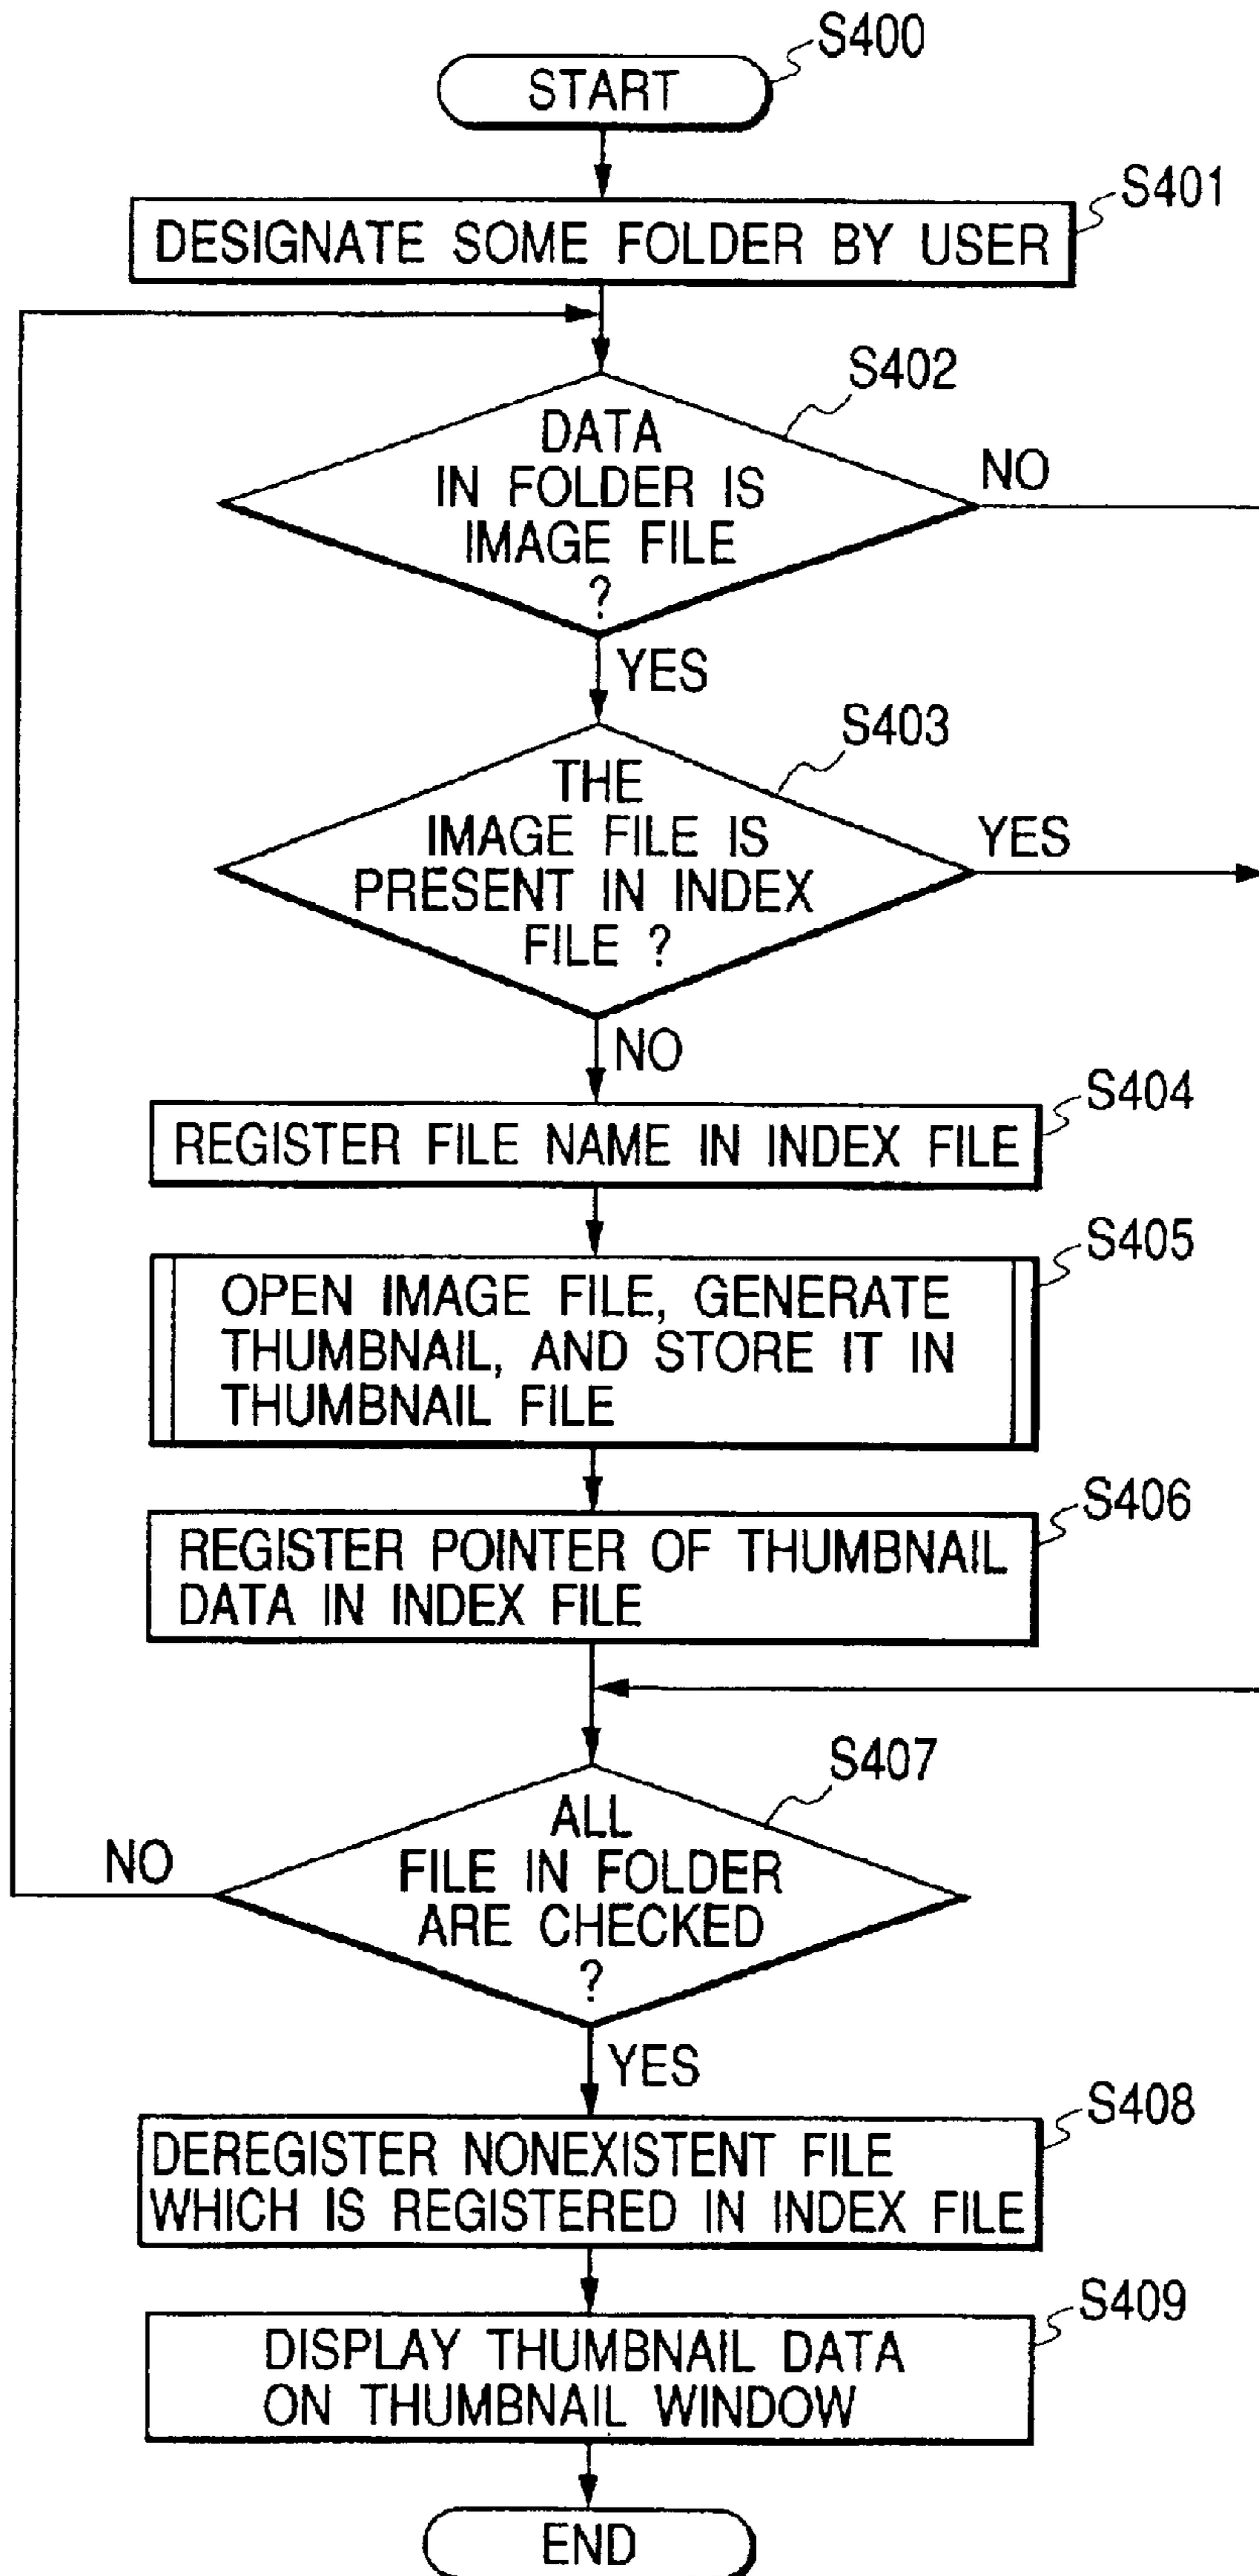 START
S400
S401
DESIGNATE SOME FOLDER BY USER
S402
DATA
IN FOLDER IS
IMAGE FILE
?
NO
YES
S403
THE
IMAGE FILE IS
PRESENT IN INDEX
FILE ?
YES
NO
S404
REGISTER FILE NAME IN INDEX FILE
S405
OPEN IMAGE FILE, GENERATE
THUMBNAIL, AND STORE IT IN
THUMBNAIL FILE
S406
REGISTER POINTER OF THUMBNAIL
DATA IN INDEX FILE
S407
ALL
FILE IN FOLDER
ARE CHECKED
?
NO
YES
S408
DEREGISTER NONEXISTENT FILE
WHICH IS REGISTERED IN INDEX FILE
S409
DISPLAY THUMBNAIL DATA
ON THUMBNAIL WINDOW
END